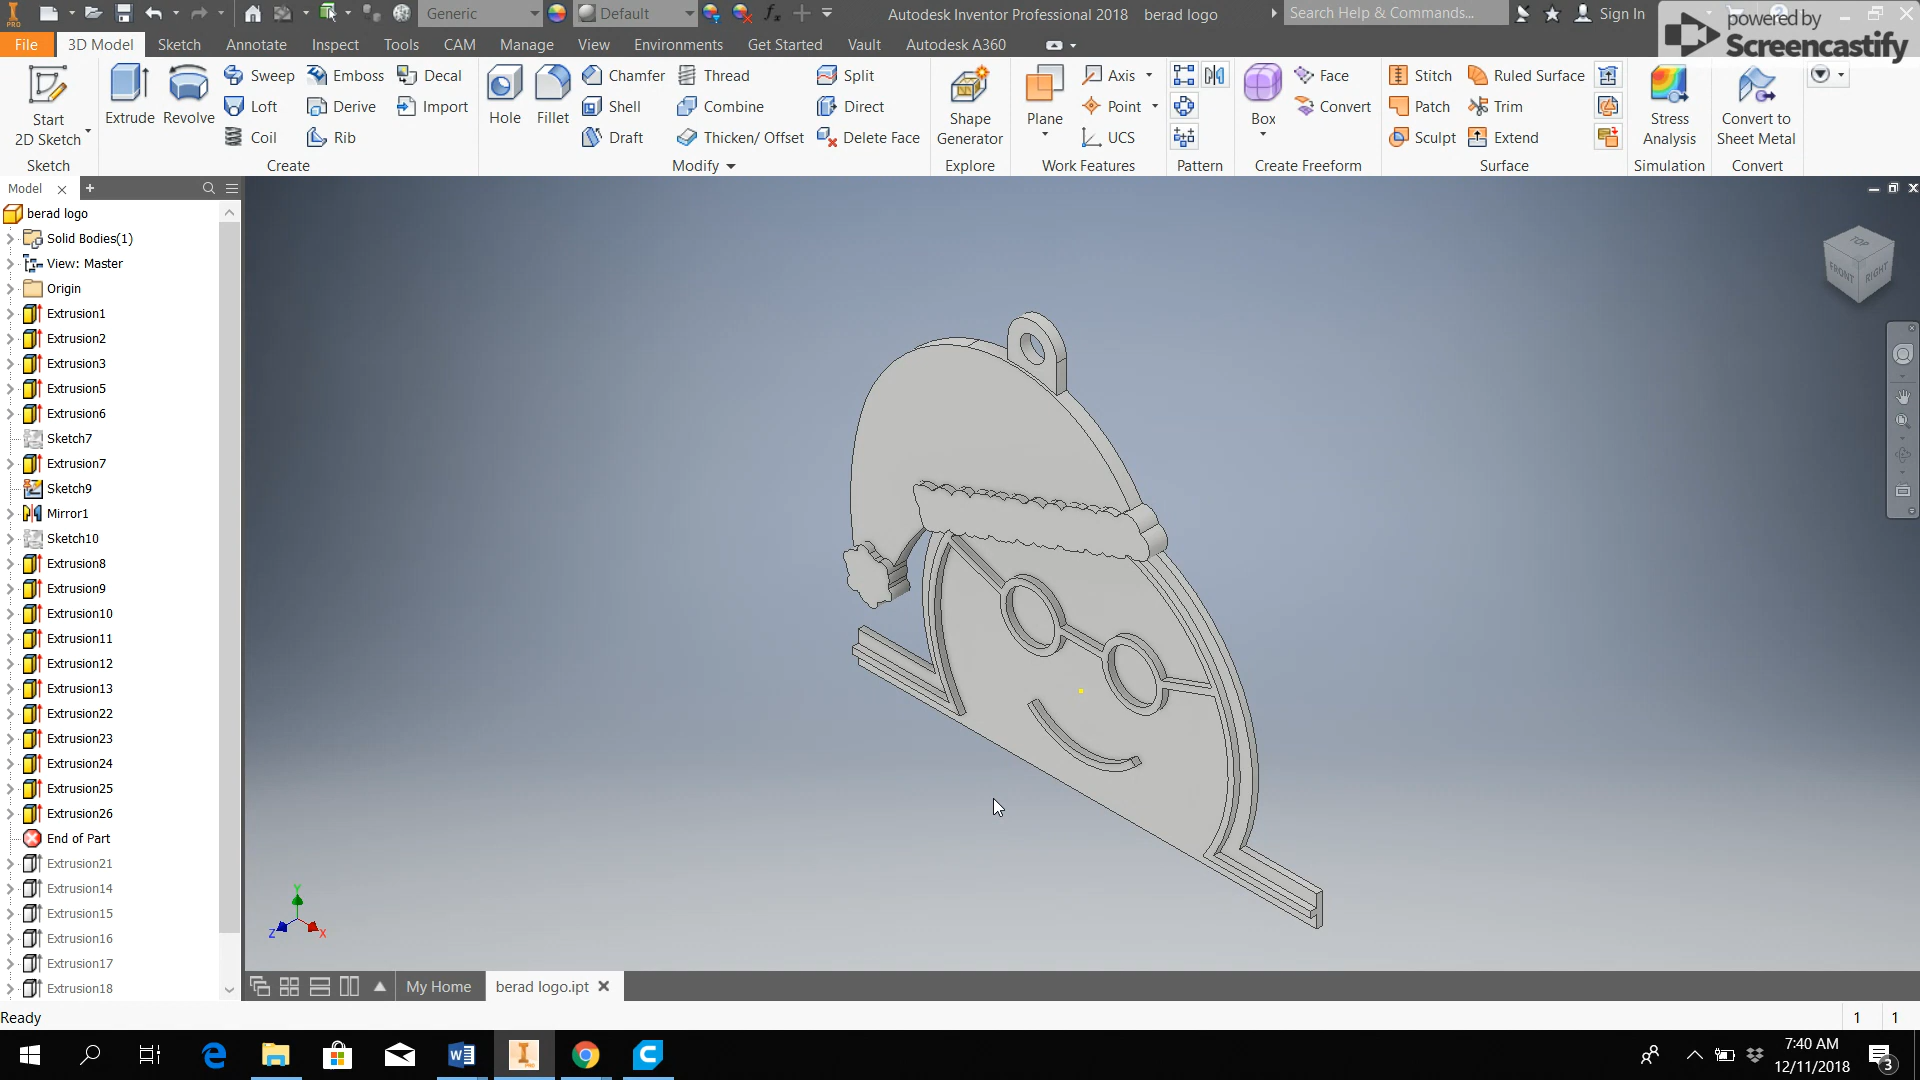 PRO
Generic
Default
Autodesk Inventor Professional 2018 berad logo
Search Help & Commands...
Sign In
powered by
Screencastify
File
3D Model
Sketch
Annotate
Inspect
Tools
CAM
Manage
View
Environments
Get Started
Vault
Autodesk A360
Start
2D Sketch
Sketch
Extrude
Revolve
Sweep
Loft
Coil
Emboss
Derive
Rib
Decal
Import
Create
Hole
Fillet
Chamfer
Shell
Draft
Thread
Combine
Thicken/ Offset
Split
Direct
Delete Face
Modify
Shape
Generator
Explore
Plane
Axis
Point
UCS
Work Features
Pattern
Box
Face
Convert
Create Freeform
Stitch
Patch
Sculpt
Ruled Surface
Trim
Extend
Surface
Stress
Analysis
Simulation
Convert to
Sheet Metal
Convert
Model
berad logo
Solid Bodies(1)
View: Master
Origin
Extrusion1
Extrusion2
Extrusion3
Extrusion5
Extrusion6
Sketch7
Extrusion7
Sketch9
Mirror1
Sketch10
Extrusion8
Extrusion9
Extrusion10
Extrusion11
Extrusion12
Extrusion13
Extrusion22
Extrusion23
Extrusion24
Extrusion25
Extrusion26
End of Part
Extrusion21
Extrusion14
Extrusion15
Extrusion16
Extrusion17
Extrusion18
TOP
FRONT
RIGHT
Y
Z
X
My Home
berad logo.ipt
Ready
1 1
PRO
7:40 AM
12/11/2018
3